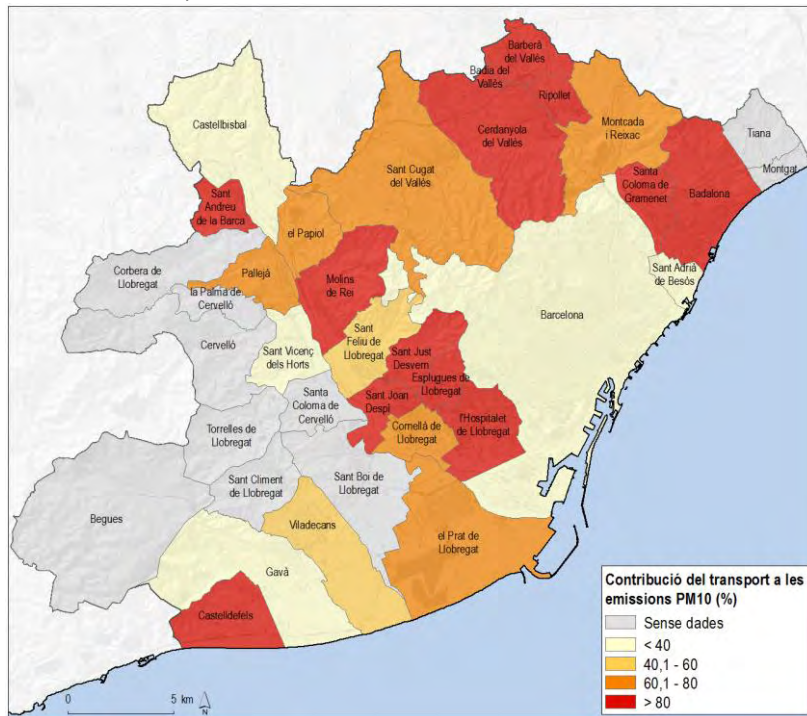 Barberà
del Vallès
Badia del
Vallès
Ripollet
Castellbisbal
Cerdanyola
del Vallès
Montcada
i Reixac
Tiana
Montgat
Sant Cugat
del Vallès
Santa
Coloma de
Gramenet
Badalona
Sant
Andreu
de la Barca
el Papiol
Corbera de
Llobregat
Pallejà
Molins
de Rei
Sant Adrià
de Besòs
la Palma de
Cervelló
Barcelona
Cervelló
Sant Vicenç
dels Horts
Sant
Feliu de
Llobregat
Sant Just
Desvern
Esplugues de
Llobregat
Santa
Coloma de
Cervelló
Sant Joan
Despí
l'Hospitalet
de Llobregat
Cornellà de
Llobregat
Torrelles de
Llobregat
Sant Climent
de Llobregat
Sant Boi de
Llobregat
Begues
Viladecans
el Prat de
Llobregat
Gavà
Castelldefels
Contribució del transport a les
emissions PM10 (%)
Sense dades
< 40
40,1 - 60
60,1 - 80
> 80
0 5 km
N